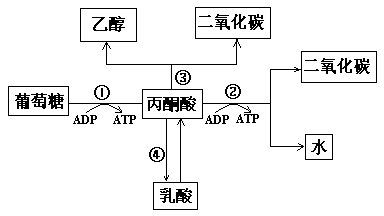 乙醇
二氧化碳
③
葡萄糖
①
ADP
ATP
丙酮酸
②
ADP
ATP
二氧化碳
水
④
乳酸